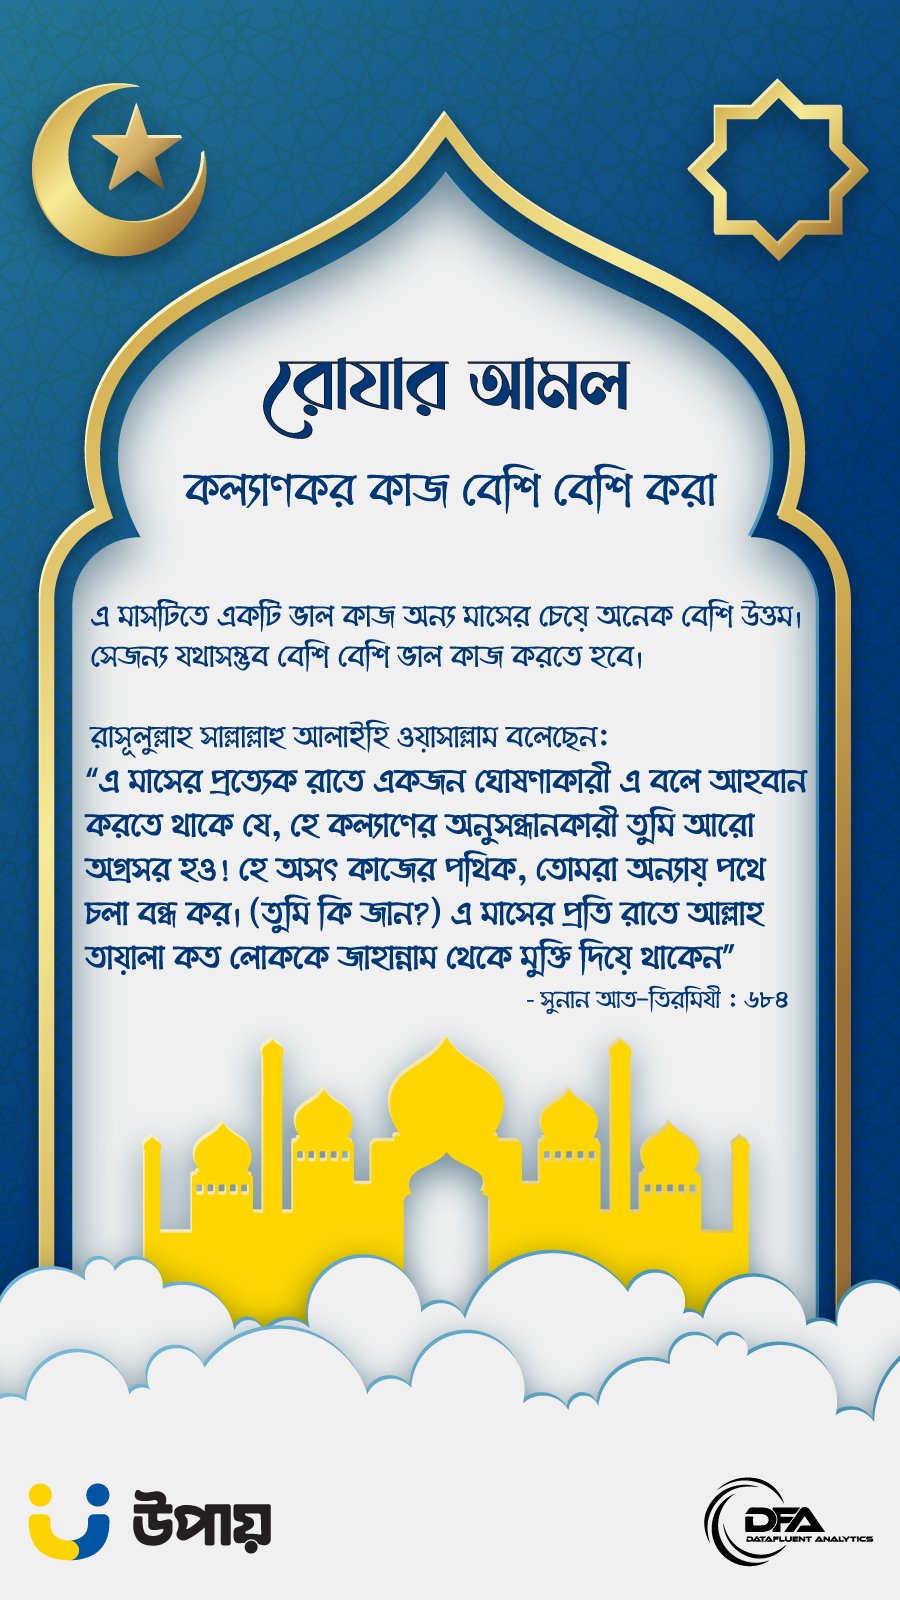 রোযার আমল
কল্যাণকর কাজ বেশি বেশি করা
এ মাসটিতে একটি ভাল কাজ অন্য মাসের চেয়ে অনেক বেশি উত্তম।
সেজন্য যথাসম্ভব বেশি বেশি ভাল কাজ করতে হবে।
রাসূলুল্লাহ সাল্লাল্লাহু আলাইহি ওয়াসাল্লাম বলেছেন:
“এ মাসের প্রত্যেক রাতে একজন ঘোষণাকারী এ বলে আহবান
করতে থাকে যে, হে কল্যাণের অনুসন্ধানকারী তুমি আরো
অগ্রসর হও! হে অসৎ কাজের পথিক, তোমরা অন্যায় পথে
চলা বন্ধ কর। (তুমি কি জান?) এ মাসের প্রতি রাতে আল্লাহ
তায়ালা কত লোককে জাহান্নাম থেকে মুক্তি দিয়ে থাকেন”
- সুনান আত-তিরমিযী : ৬৮৪
উপায়
DFA
DATAFLUENT ANALYTICS